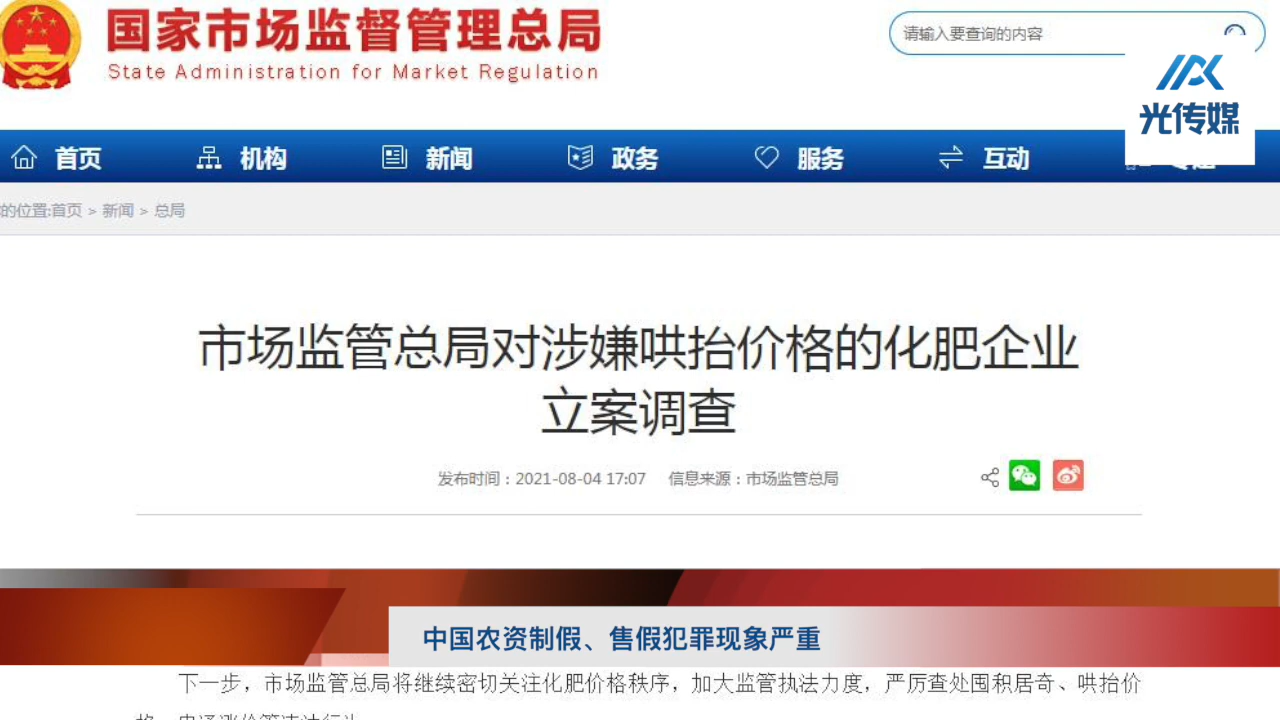 国家市场监督管理总局
State Administration for Market Regulation
请输入要查询的内容
光传媒
首页 机构 新闻 政务 服务 互动
的位置:首页 > 新闻 > 总局
市场监管总局对涉嫌哄抬价格的化肥企业
立案调查
发布时间：2021-08-04 17:07 信息来源：市场监管总局
中国农资制假、售假犯罪现象严重
下一步，市场监管总局将继续密切关注化肥价格秩序，加大监管执法力度，严厉查处囤积居奇、哄抬价